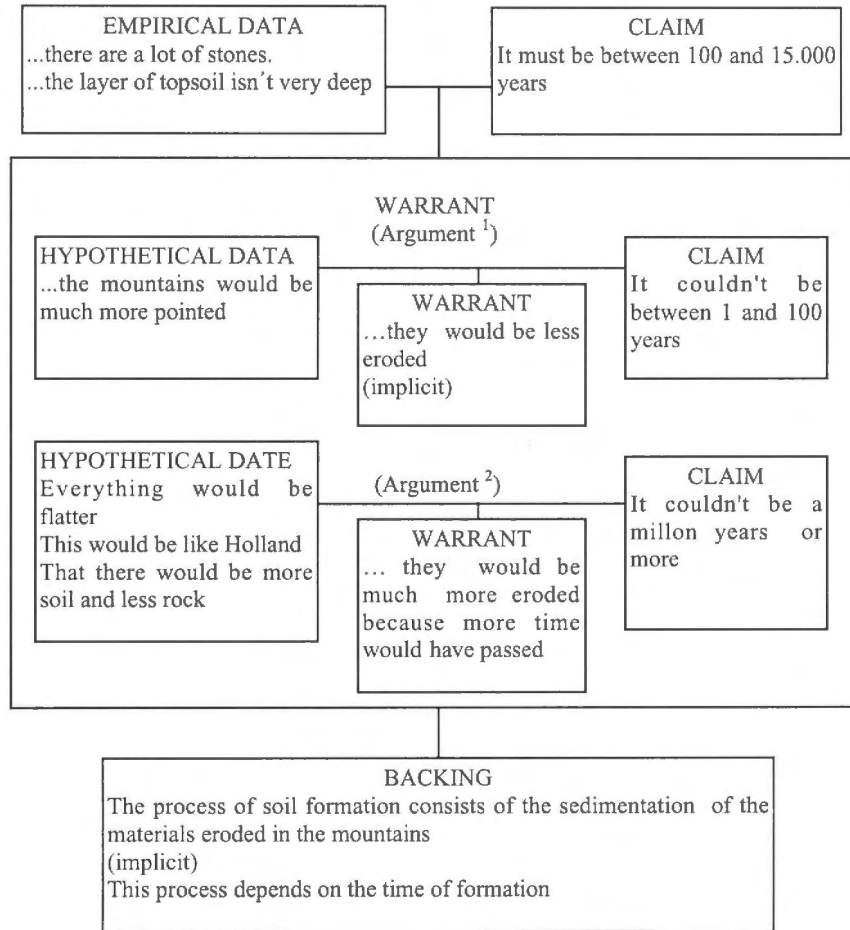 EMPIRICAL DATA
...there are a lot of stones.
...the layer of topsoil isn´t very deep
CLAIM
It must be between 100 and 15.000
years
WARRANT
(Argument ¹)
HYPOTHETICAL DATA
...the mountains would be
much more pointed
WARRANT
...they would be less
eroded
(implicit)
CLAIM
It couldn't be
between 1 and 100
years
HYPOTHETICAL DATE
Everything would be
flatter
This would be like Holland
That there would be more
soil and less rock
(Argument ²)
WARRANT
... they would be
much more eroded
because more time
would have passed
CLAIM
It couldn't be a
millon years or
more
BACKING
The process of soil formation consists of the sedimentation of the
materials eroded in the mountains
(implicit)
This process depends on the time of formation